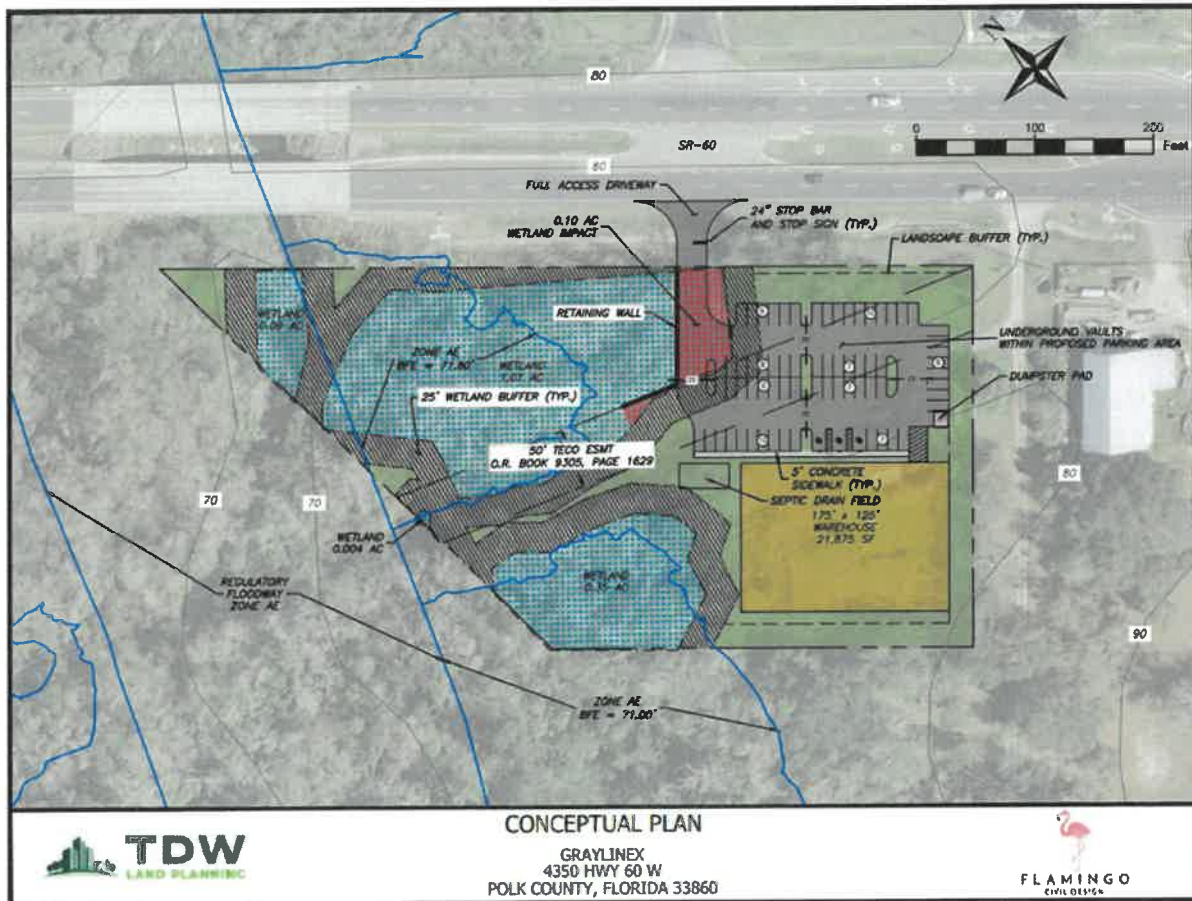 N
80
0 100 200
Feet
SR-60
80
FULL ACCESS DRIVEWAY
0.10 AC
WETLAND IMPACT
24" STOP BAR
AND STOP SIGN (TYP.)
LANDSCAPE BUFFER (TYP.)
WETLAND
RETAINING WALL
UNDERGROUND VAULTS
WITHIN PROPOSED PARKING AREA
ZONE AE
WETLAND
25' WETLAND BUFFER (TYP.)
DUMPSTER PAD
50' TECO ESMT
O.R. BOOK 9305, PAGE 1629
5' CONCRETE
SIDEWALK (TYP.)
SEPTIC DRAIN FIELD
175' x 125'
WAREHOUSE
21,875 SF
70
70
80
WETLAND
0.004 AC
WETLAND
REGULATORY
FLOODWAY
ZONE AE
90
ZONE AE
BFE = 71.00'
TDW
LAND PLANNING
CONCEPTUAL PLAN
GRAYLINEX
4350 HWY 60 W
POLK COUNTY, FLORIDA 33860
FLAMINGO
CIVIL DESIGN